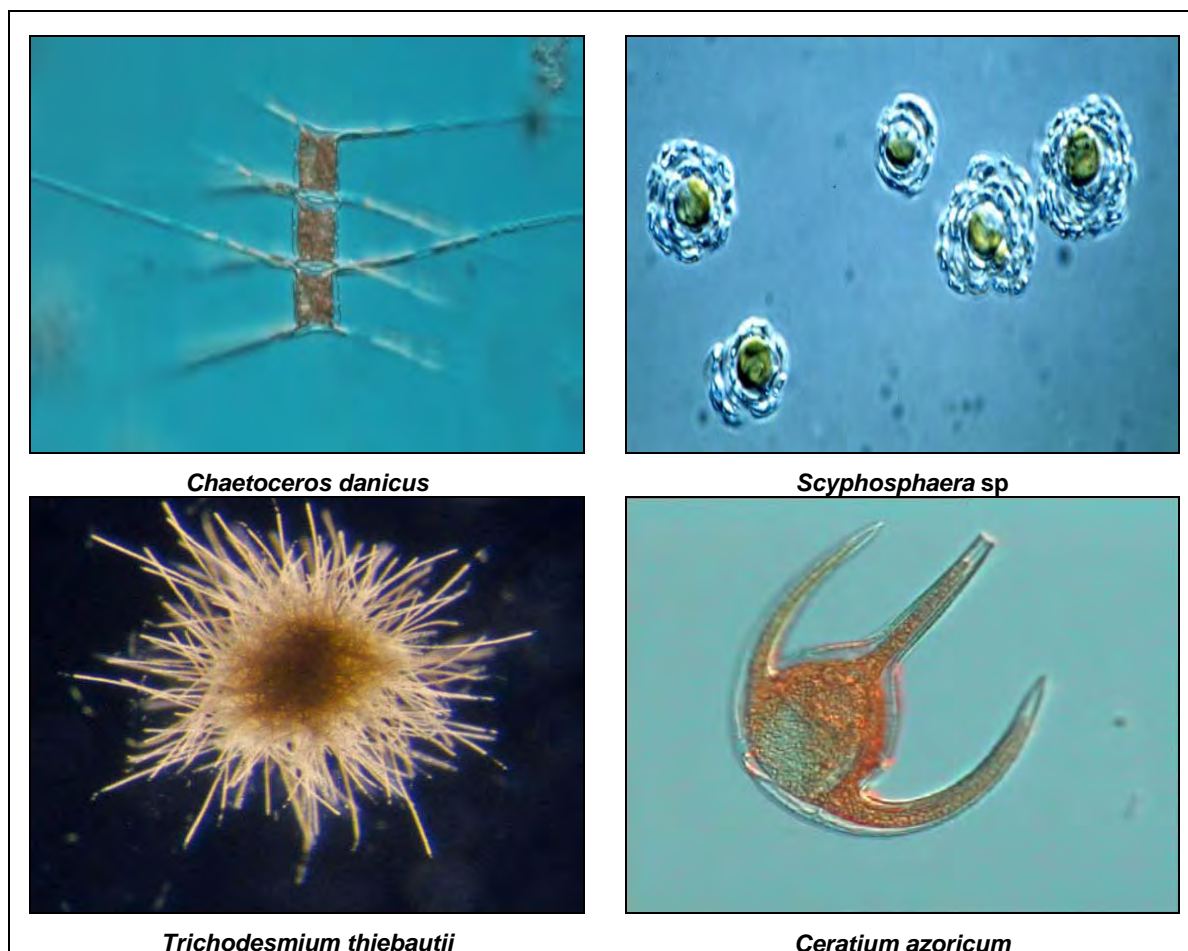 Chaetoceros danicus
Scyphosphaera sp
Trichodesmium thiebautii
Ceratium azoricum